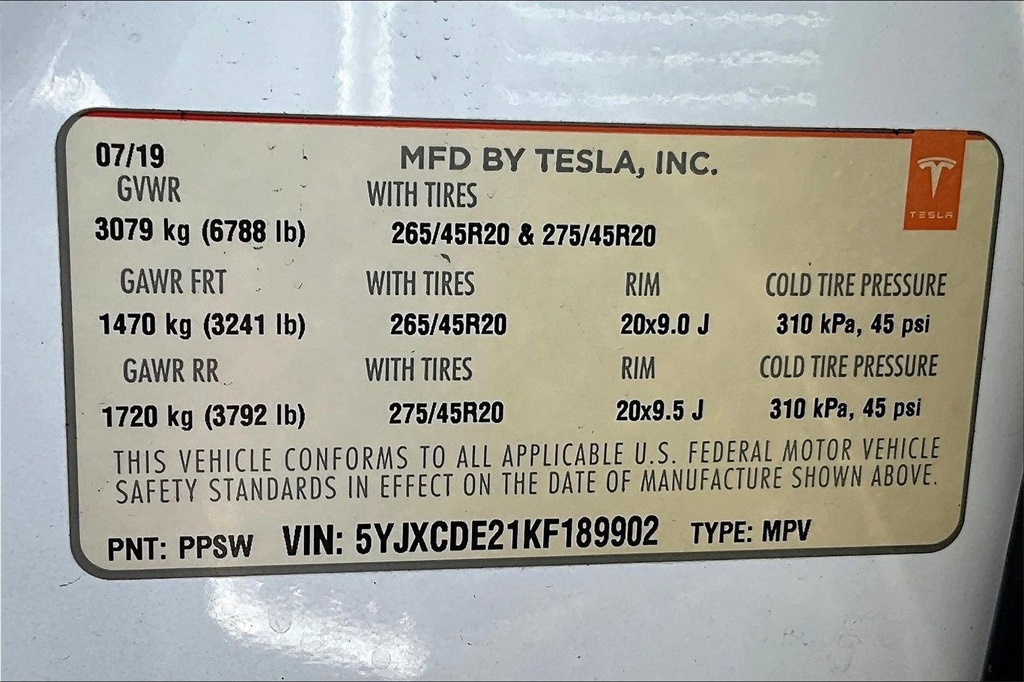 07/19 MFD BY TESLA, INC.
GVWR WITH TIRES
TESLA
3079 kg (6788 lb) 265/45R20 & 275/45R20
GAWR FRT WITH TIRES RIM COLD TIRE PRESSURE
1470 kg (3241 lb) 265/45R20 20x9.0 J 310 kPa, 45 psi
GAWR RR WITH TIRES RIM COLD TIRE PRESSURE
1720 kg (3792 lb) 275/45R20 20x9.5 J 310 kPa, 45 psi
THIS VEHICLE CONFORMS TO ALL APPLICABLE U.S. FEDERAL MOTOR VEHICLE
SAFETY STANDARDS IN EFFECT ON THE DATE OF MANUFACTURE SHOWN ABOVE.
PNT: PPSW VIN: 5YJXCDE21KF189902 TYPE: MPV